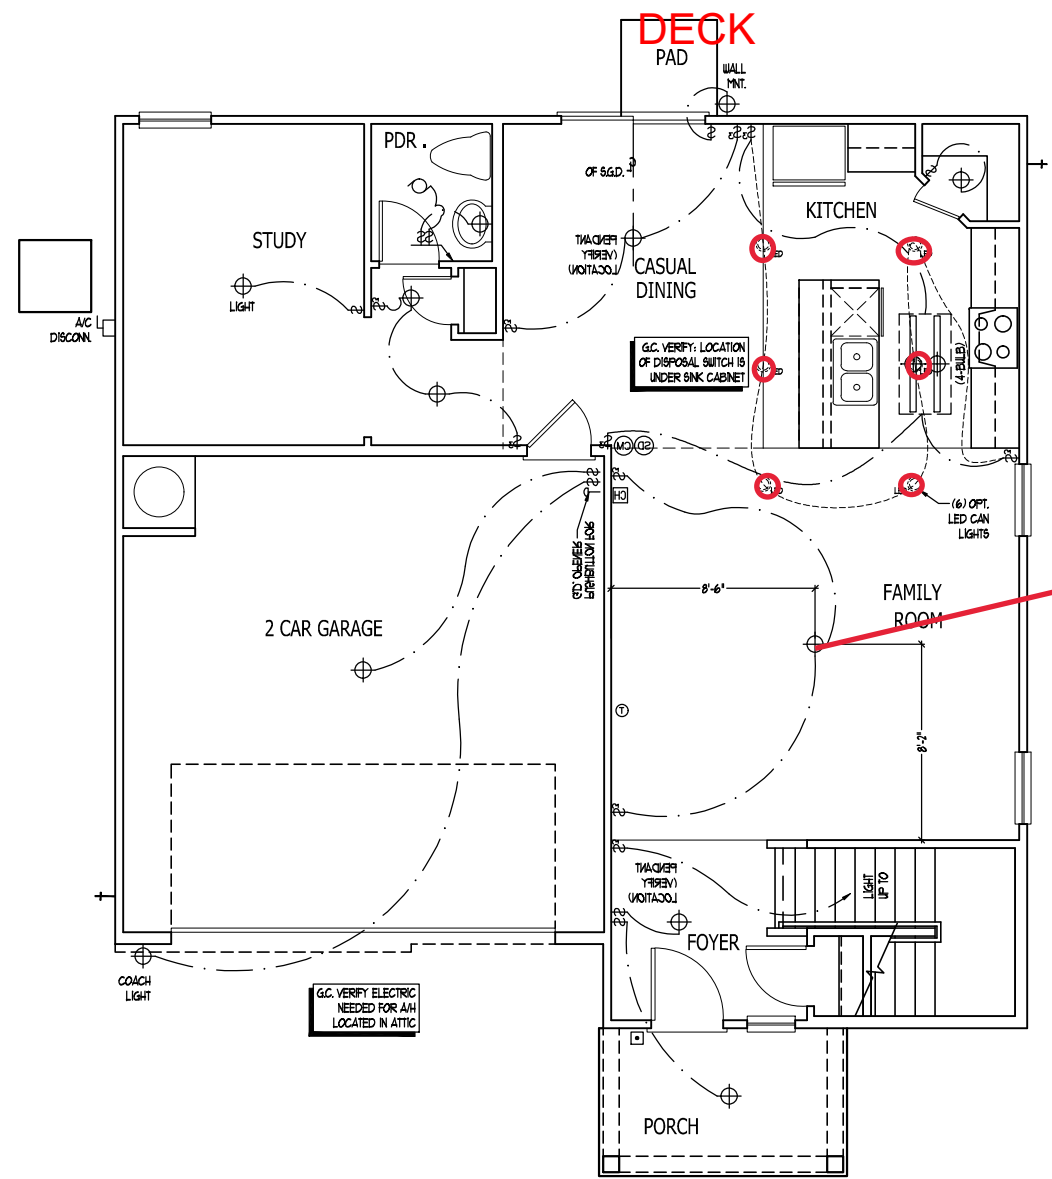 DECK
PAD
WALL
MNT.
PDR.
OF S.G.D.
KITCHEN
STUDY
PENDANT
(VERIFY
LOCATION)
CASUAL
DINING
LIGHT
A/C
DISCONN.
G.C. VERIFY: LOCATION
OF DISPOSAL SWITCH IS
UNDER SINK CABINET
(4-BULB)
CM
SD
CH
(6) OPT.
LED CAN
LIGHTS
G.D. OPENER
PUSHBUTTON FOR
8'-6"
FAMILY
ROOM
2 CAR GARAGE
T
8'-2"
PENDANT
(VERIFY
LOCATION)
LIGHT
UP TO
FOYER
COACH
LIGHT
G.C. VERIFY ELECTRIC
NEEDED FOR A/H
LOCATED IN ATTIC
PORCH